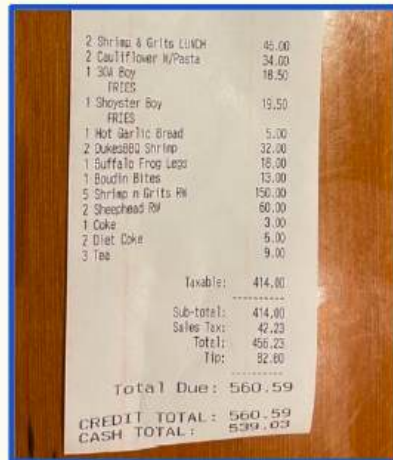 2 Shrimp & Grits LUNCH 46.00
2 Cauliflower W/Pasta 34.00
1 30A Boy 18.50
FRIES
1 Shoyster Boy 19.50
FRIES
1 Hot Garlic Bread 5.00
2 DukesBBQ Shrimp 32.00
1 Buffalo Frog Legs 18.00
1 Boudin Bites 13.00
5 Shrimp n Grits RW 150.00
2 Sheephead RW 60.00
1 Coke 3.00
2 Diet Coke 6.00
3 Tea 9.00
Taxable: 414.00
Sub-total: 414.00
Sales Tax: 42.23
Total: 456.23
Tip: 82.80
Total Due: 560.59
CREDIT TOTAL: 560.59
CASH TOTAL: 539.03